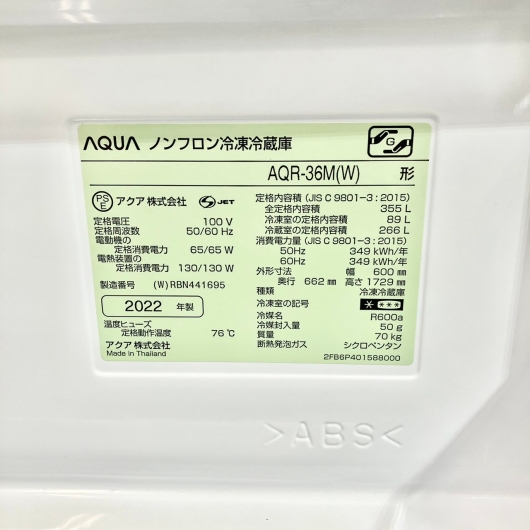 AQUA ノンフロン冷凍冷蔵庫
G
AQR-36M(W) 形
PS E アクア株式会社 S JET
定格電圧 100 V
定格周波数 50/60 Hz
電動機の
定格消費電力 65/65 W
電熱装置の
定格消費電力 130/130 W
製造番号 (W)RBN441695
2022 年製
温度ヒューズ
定格動作温度 76℃
アクア株式会社
Made in Thailand
定格内容積 (JIS C 9801-3:2015)
全定格内容積 355 L
冷凍室の定格内容積 89 L
冷蔵室の定格内容積 266 L
消費電力量 (JIS C 9801-3:2015)
50Hz 349 kWh/年
60Hz 349 kWh/年
外形寸法 幅 600 mm
奥行 662 mm 高さ 1729 mm
種類 冷凍冷蔵庫
冷凍室の記号 * ***
冷媒名 R600a
冷媒封入量 50 g
質量 70 kg
断熱発泡ガス シクロペンタン
2FB6P401588000
>ABS<